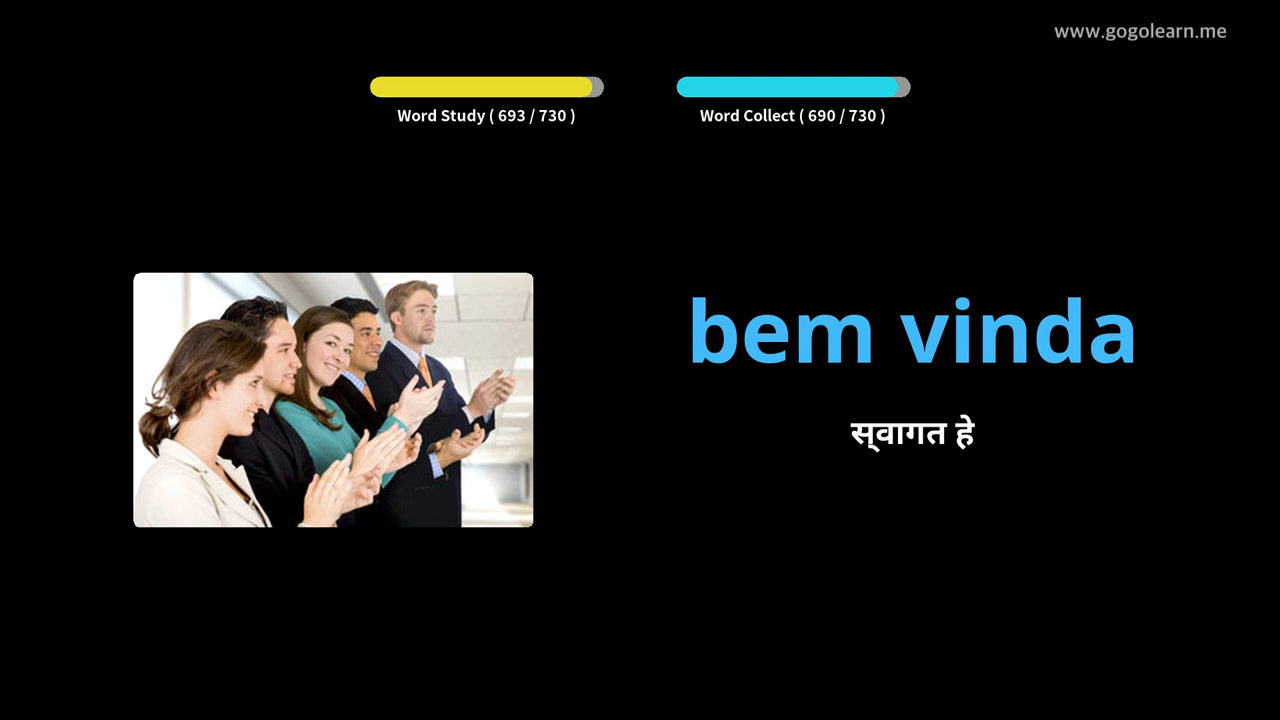 www.gogolearn.me
Word Study ( 693 / 730 )
Word Collect ( 690 / 730 )
bem vinda
स्वागत हे